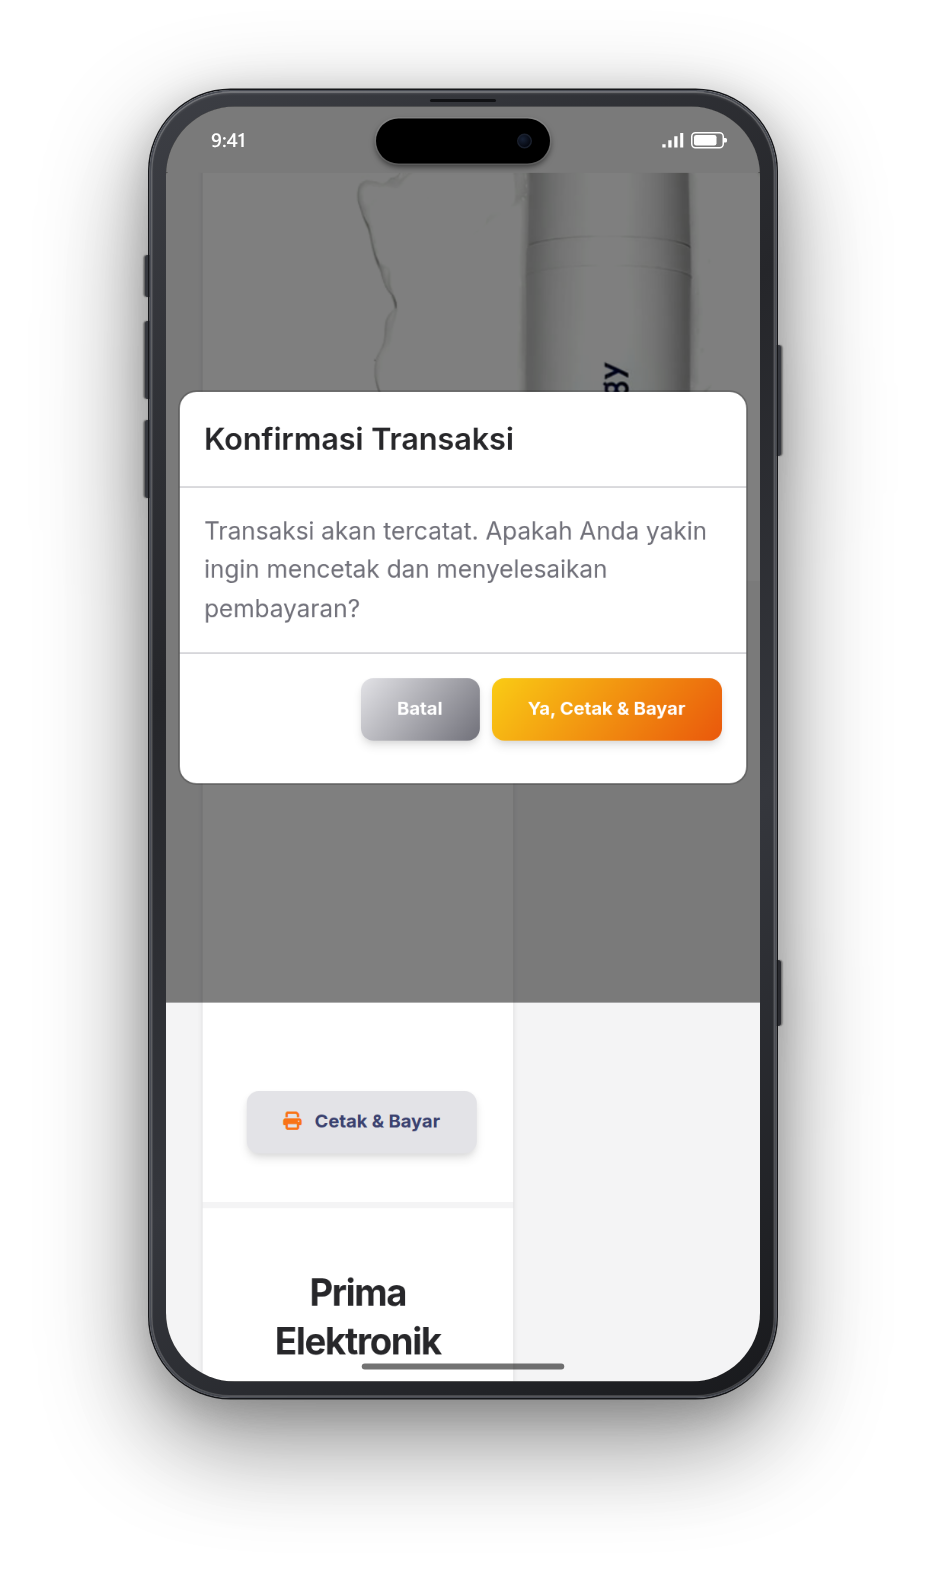 9:41
gy
Konfirmasi Transaksi
Transaksi akan tercatat. Apakah Anda yakin
ingin mencetak dan menyelesaikan
pembayaran?
Batal
Ya, Cetak & Bayar
Cetak & Bayar
Prima
Elektronik